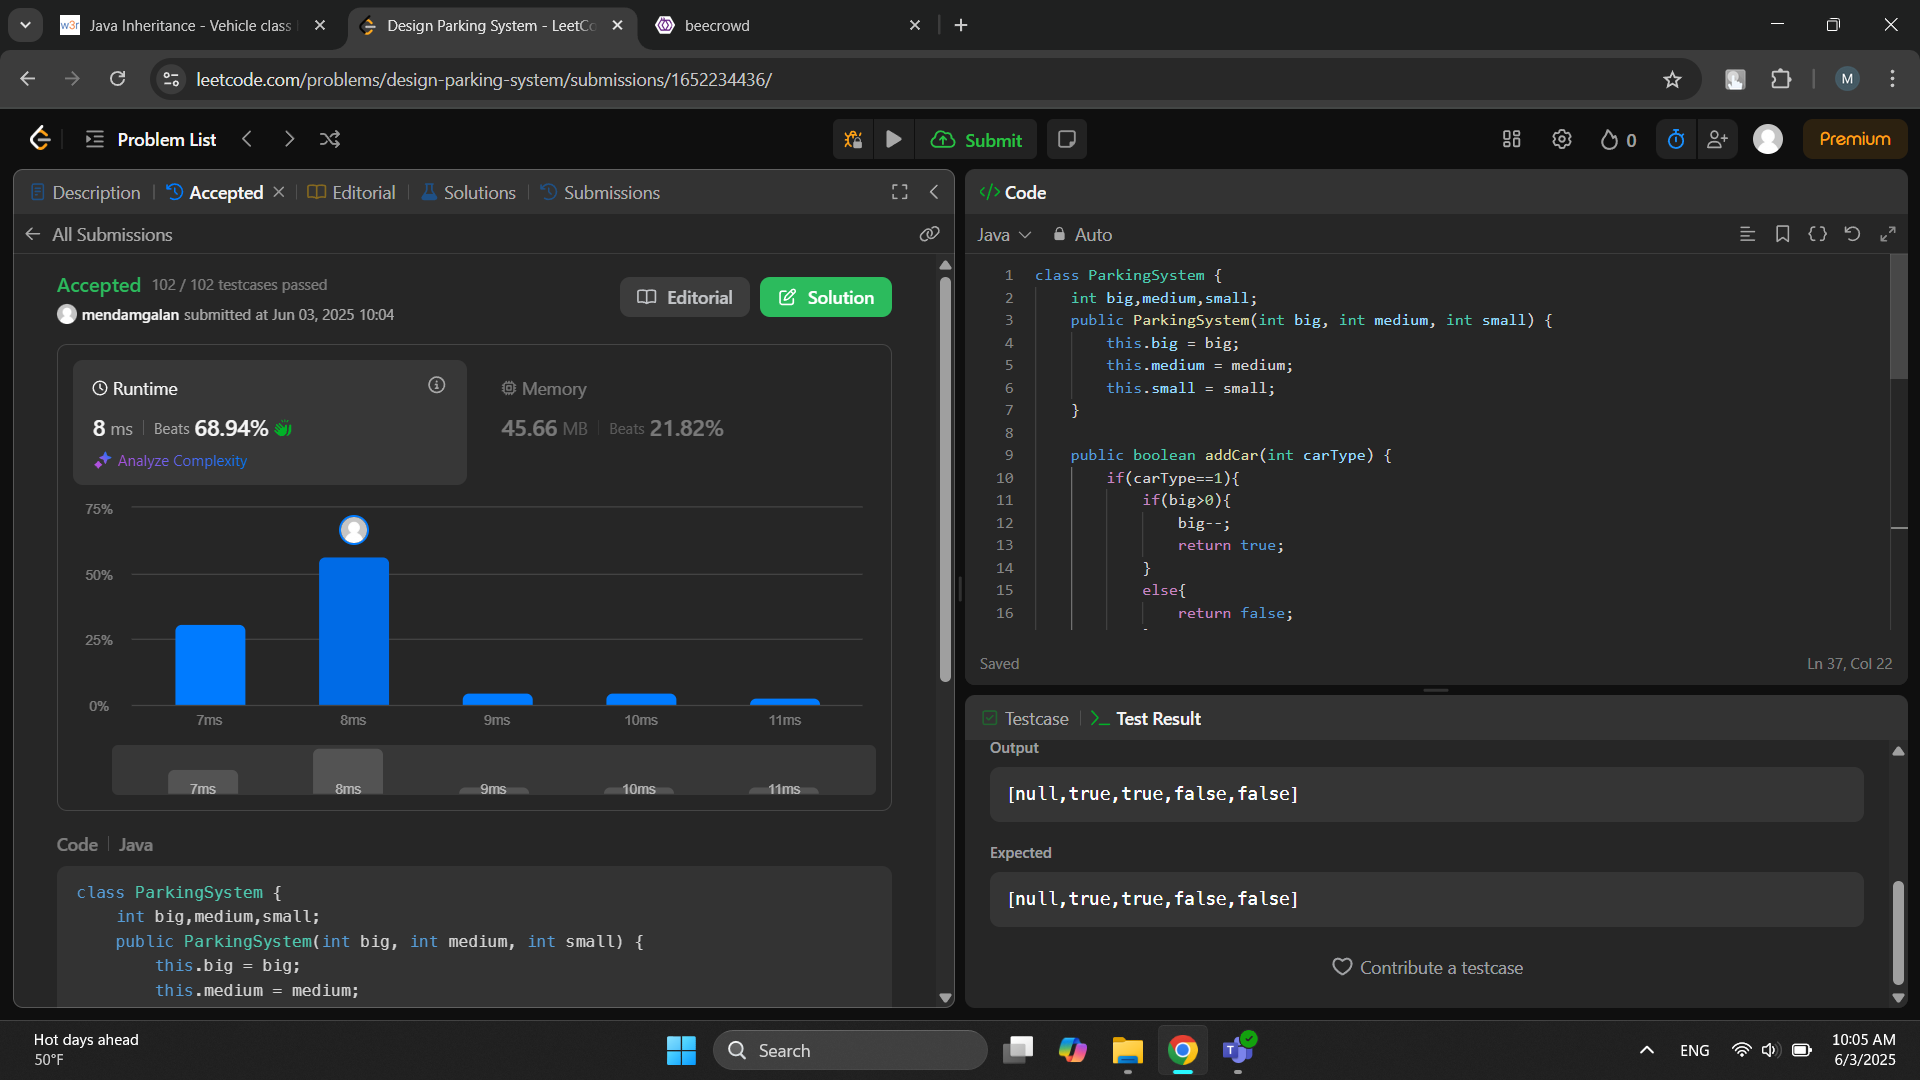 Java Inheritance - Vehicle class
Design Parking System - LeetCo
beecrowd
leetcode.com/problems/design-parking-system/submissions/1652234436/
M
Problem List
Submit
0
Premium
Description
Accepted
Editorial
Solutions
Submissions
All Submissions
Accepted 102 / 102 testcases passed
mendamgalan submitted at Jun 03, 2025 10:04
Editorial
Solution
Runtime
8 ms
Beats 68.94%
Analyze Complexity
Memory
45.66 MB
Beats 21.82%
75%
50%
25%
0%
7ms
8ms
9ms
10ms
11ms
7ms
8ms
9ms
10ms
11ms
Code
Java
class ParkingSystem {
int big,medium,small;
public ParkingSystem(int big, int medium, int small) {
this.big = big;
this.medium = medium;
</> Code
Java
Auto
1 class ParkingSystem {
2 int big,medium,small;
3 public ParkingSystem(int big, int medium, int small) {
4 this.big = big;
5 this.medium = medium;
6 this.small = small;
7 }
8
9 public boolean addCar(int carType) {
10 if(carType==1){
11 if(big>0){
12 big--;
13 return true;
14 }
15 else{
16 return false;
Saved
Ln 37, Col 22
Testcase
Test Result
Output
[null,true,true,false,false]
Expected
[null,true,true,false,false]
Contribute a testcase
Hot days ahead
50°F
Search
ENG
10:05 AM
6/3/2025